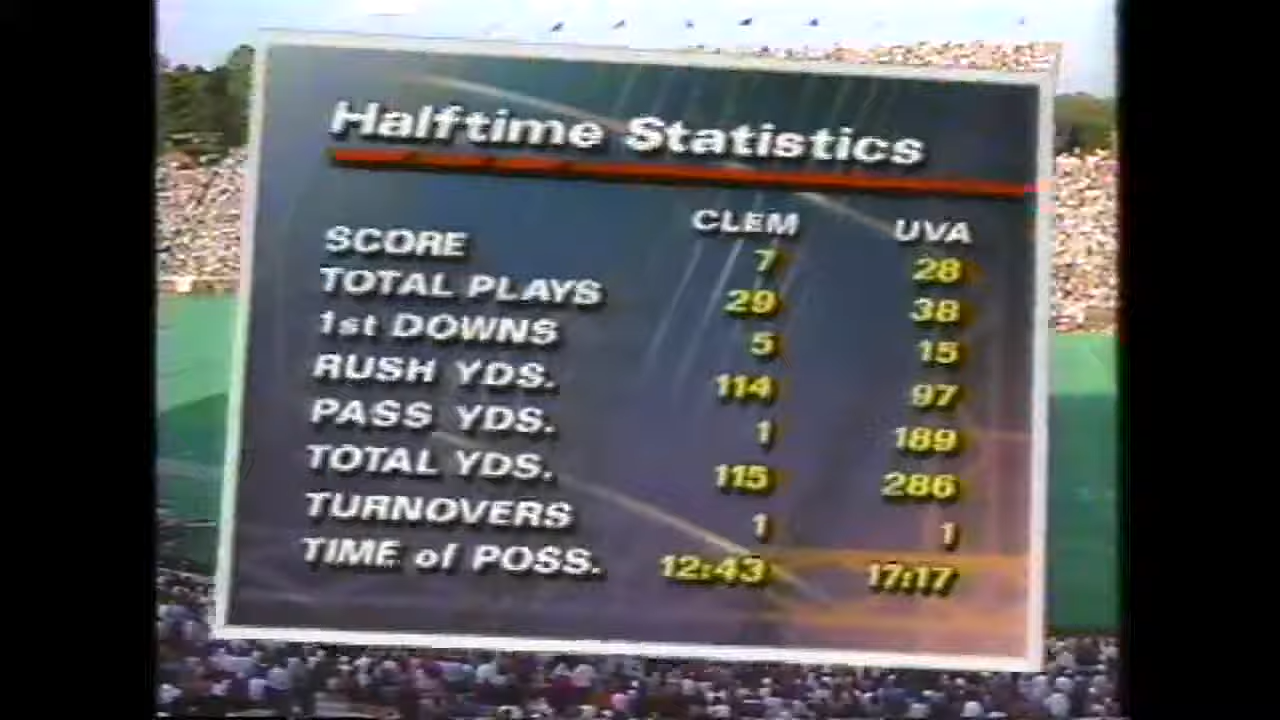 Halftime Statistics
CLEM UVA
SCORE 7 28
TOTAL PLAYS 29 38
1st DOWNS 5 15
RUSH YDS. 114 97
PASS YDS. 1 189
TOTAL YDS. 115 286
TURNOVERS 1 1
TIME of POSS. 12:43 17:17